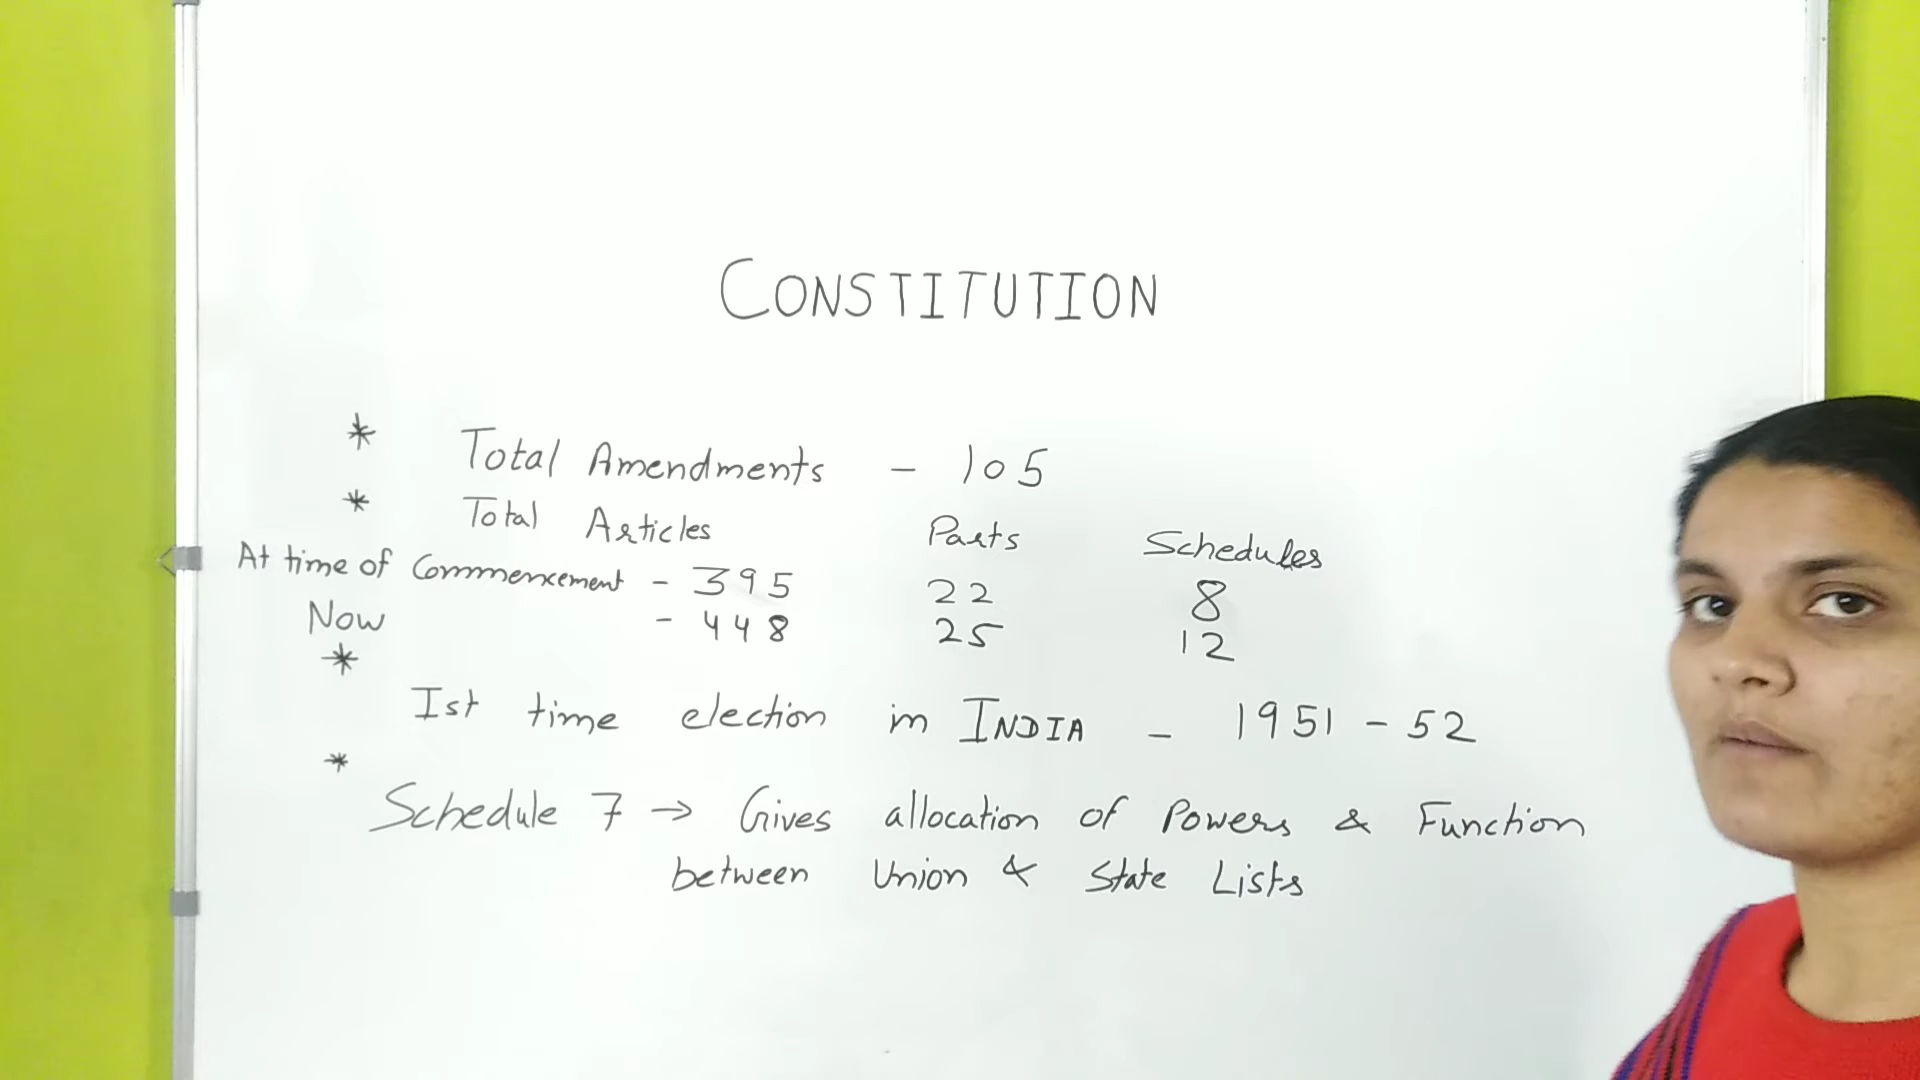 CONSTITUTION
* Total Amendments - 105
* Total Articles Parts Schedules
At time of Commencement - 395 22 8
Now - 448 25 12
*
Ist time election in INDIA - 1951 - 52
*
Schedule 7 → Gives allocation of Powers & Function
between Union & State Lists